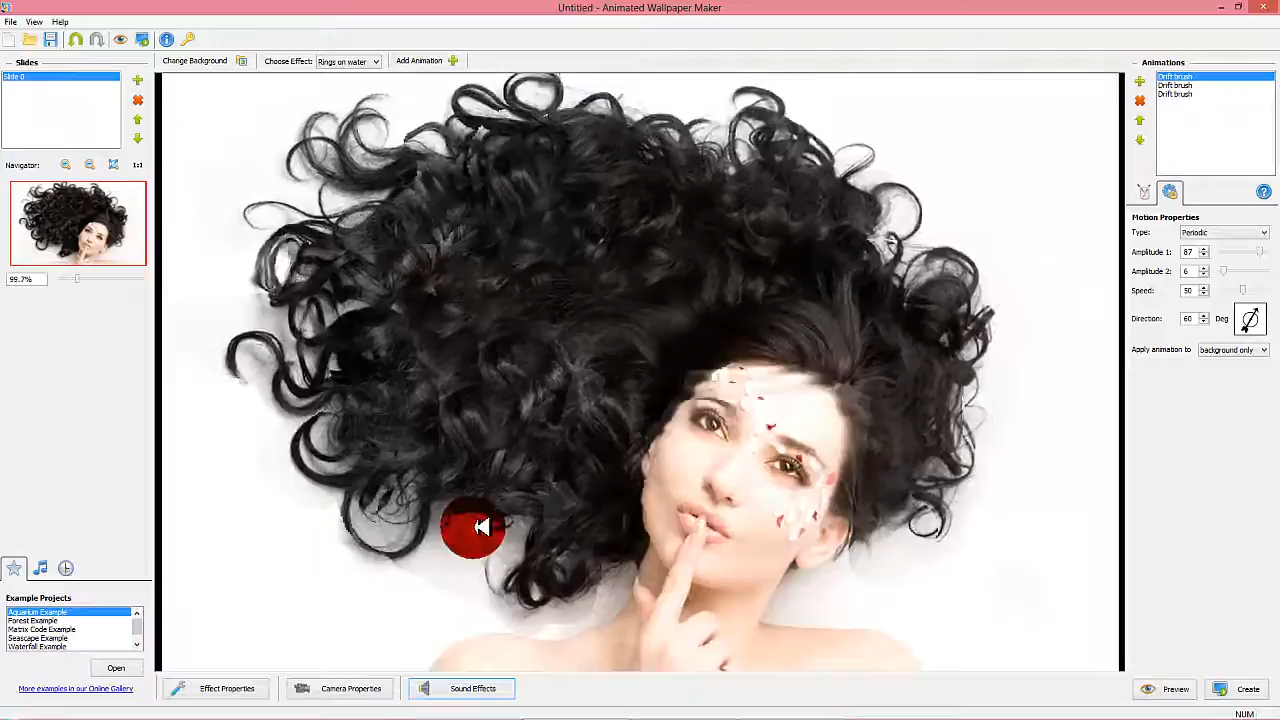 Untitled - Animated Wallpaper Maker
File View Help
Slides
Change Background
Choose Effect: Rings on water
Add Animation
Animations
Slide 0
Drift brush
Drift brush
Drift brush
Navigator:
1:1
99.7%
Motion Properties
Type: Periodic
Amplitude 1: 87
Amplitude 2: 6
Speed: 50
Direction: 60 Deg
Apply animation to background only
Example Projects
Aquarium Example
Forest Example
Matrix Code Example
Seascape Example
Waterfall Example
Open
More examples in our Online Gallery
Effect Properties
Camera Properties
Sound Effects
Preview
Create
NUM